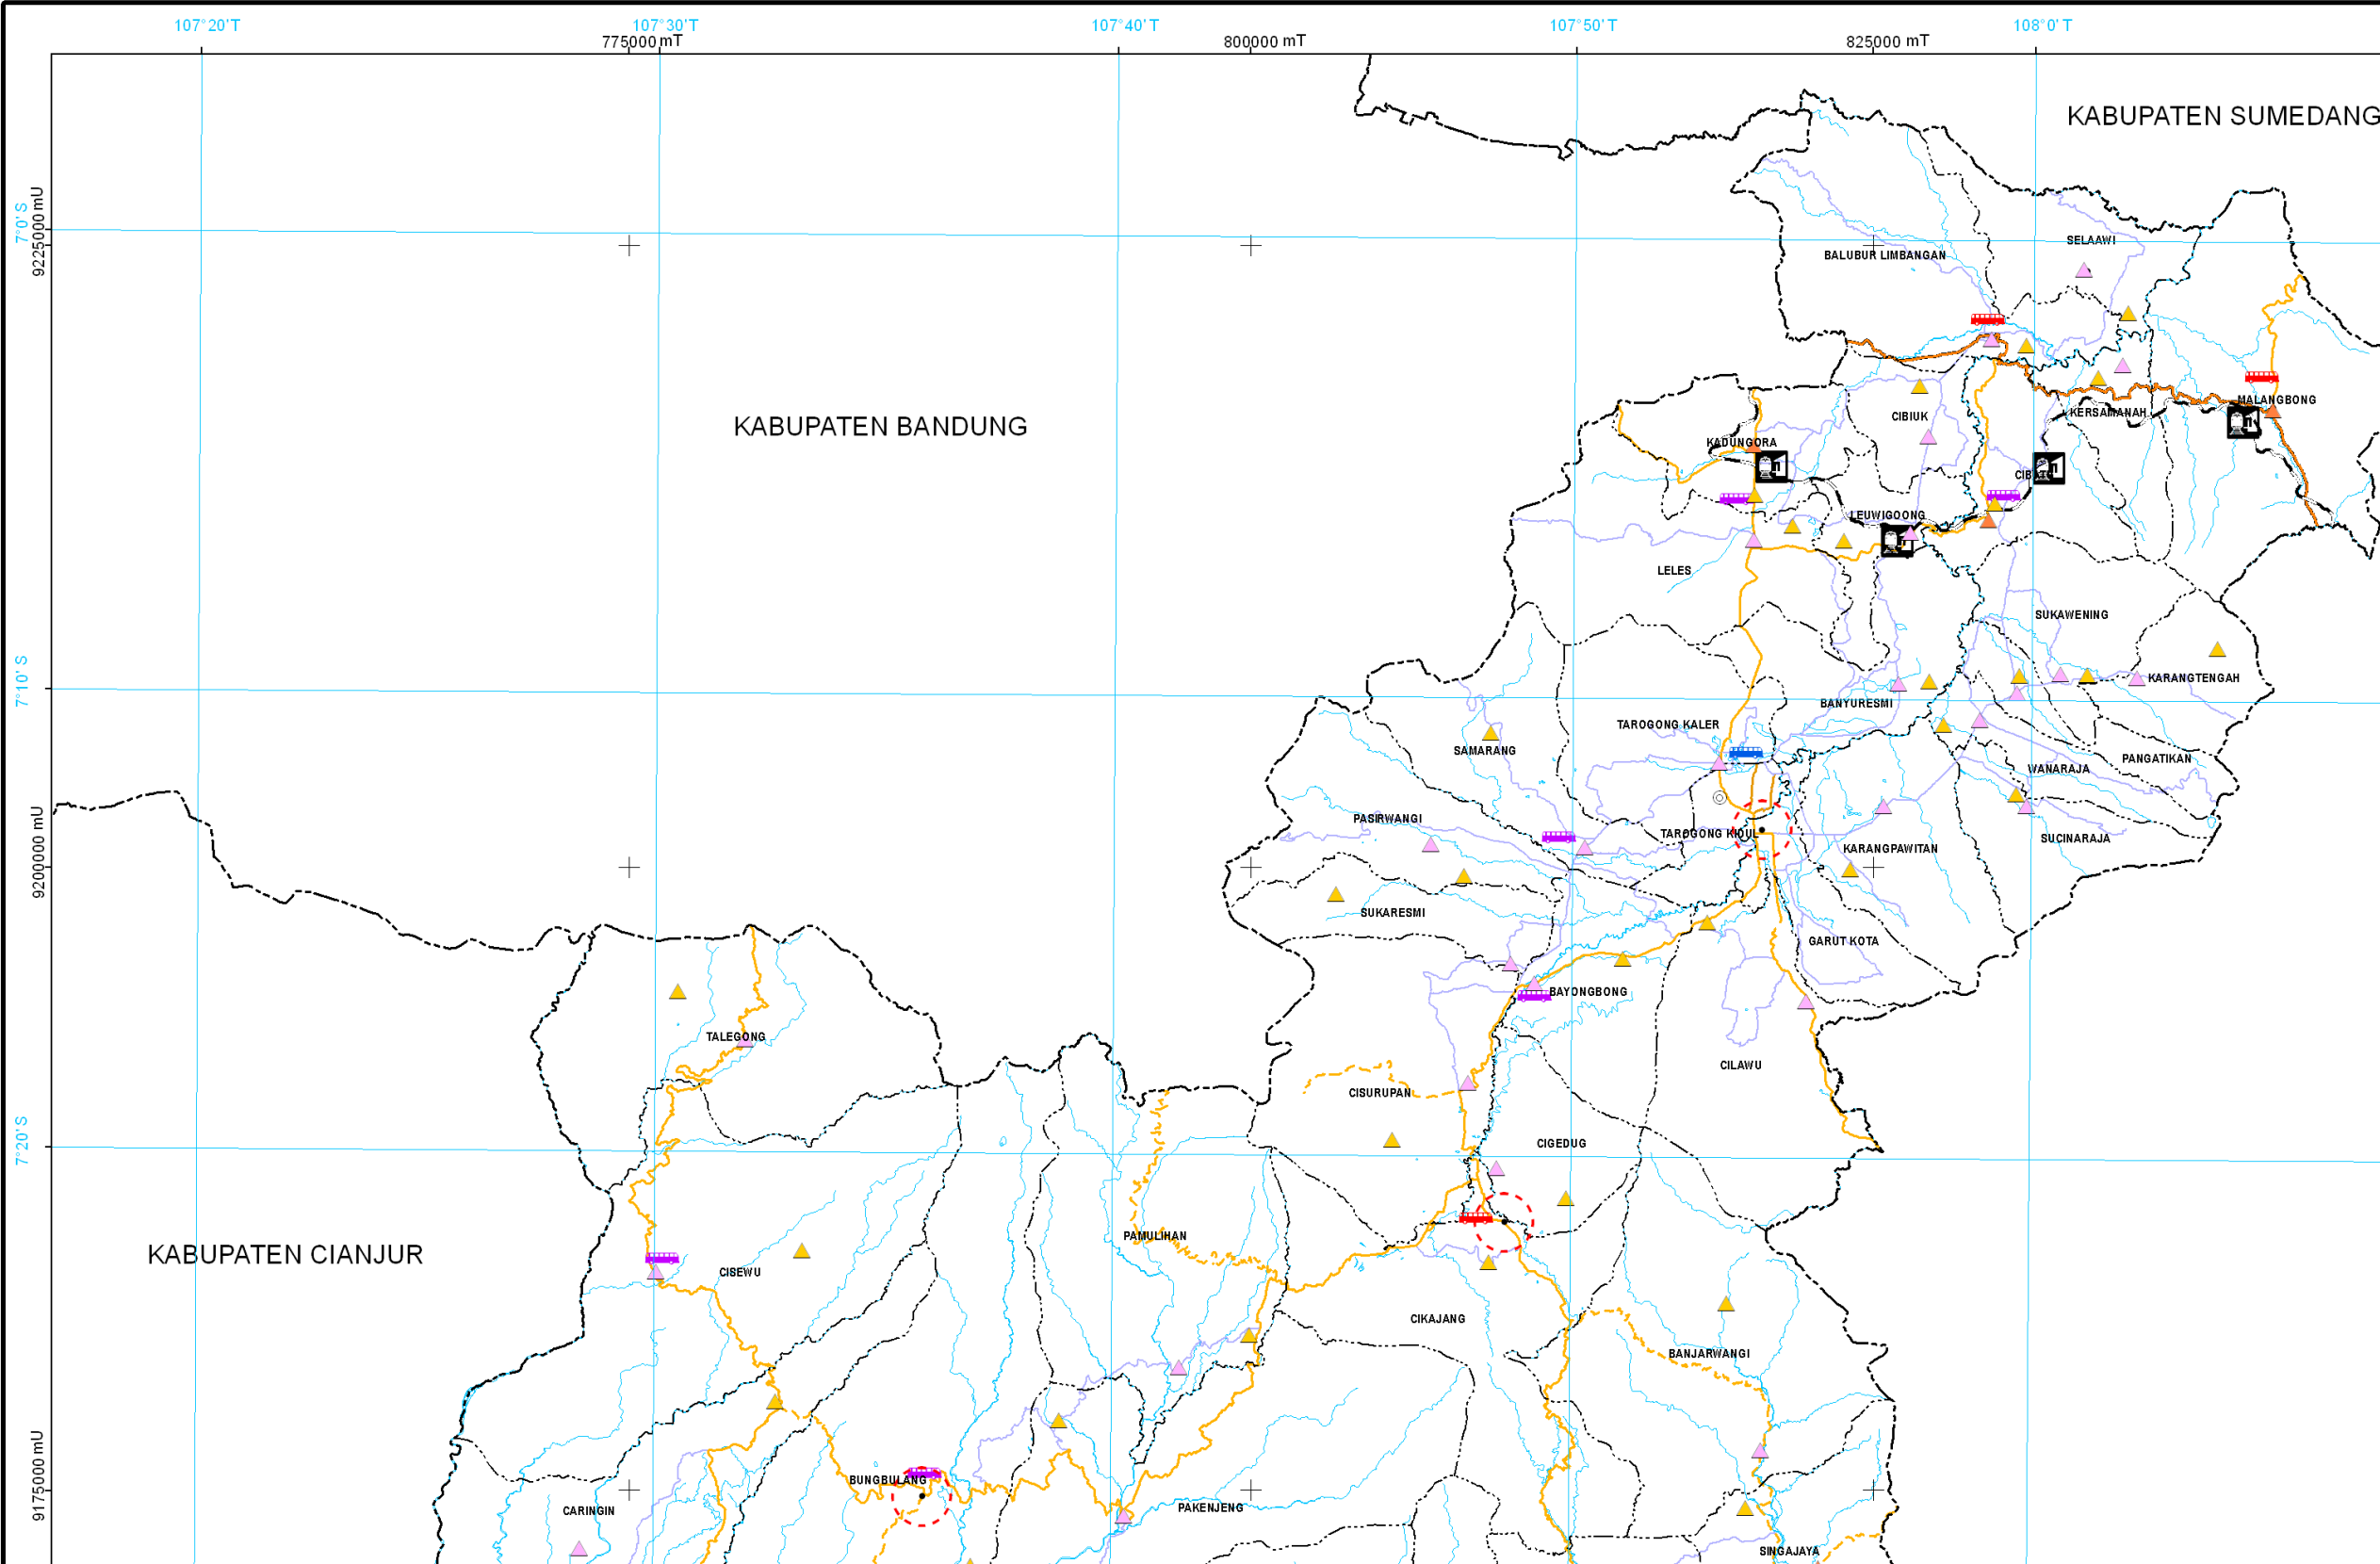 107°20'T
107°30'T
107°40'T
107°50'T
108°0'T
775000 mT
800000 mT
825000 mT
KABUPATEN SUMEDANG
7°0' S
9225000 mU
SELAAWI
BALUBUR LIMBANGAN
MALANGBONG
KERSAMANAH
CIBIUK
KABUPATEN BANDUNG
KADUNGORA
LEUWIGOONG
LELES
SUKAWENING
7°10' S
KARANGTENGAH
BANYURESMI
TAROGONG KALER
SAMARANG
PANGATIKAN
WANARAJA
PASIRWANGI
TAROGONG KIDUL
SUCINARAJA
KARANGPAWITAN
9200000 mU
SUKARESMI
GARUT KOTA
BAYONGBONG
TALEGONG
CILAWU
CISURUPAN
7°20' S
CIGEDUG
PAMULIHAN
KABUPATEN CIANJUR
CISEWU
CIKAJANG
BANJARWANGI
BUNGBULANG
9175000 mU
CARINGIN
PAKENJENG
SINGAJAYA